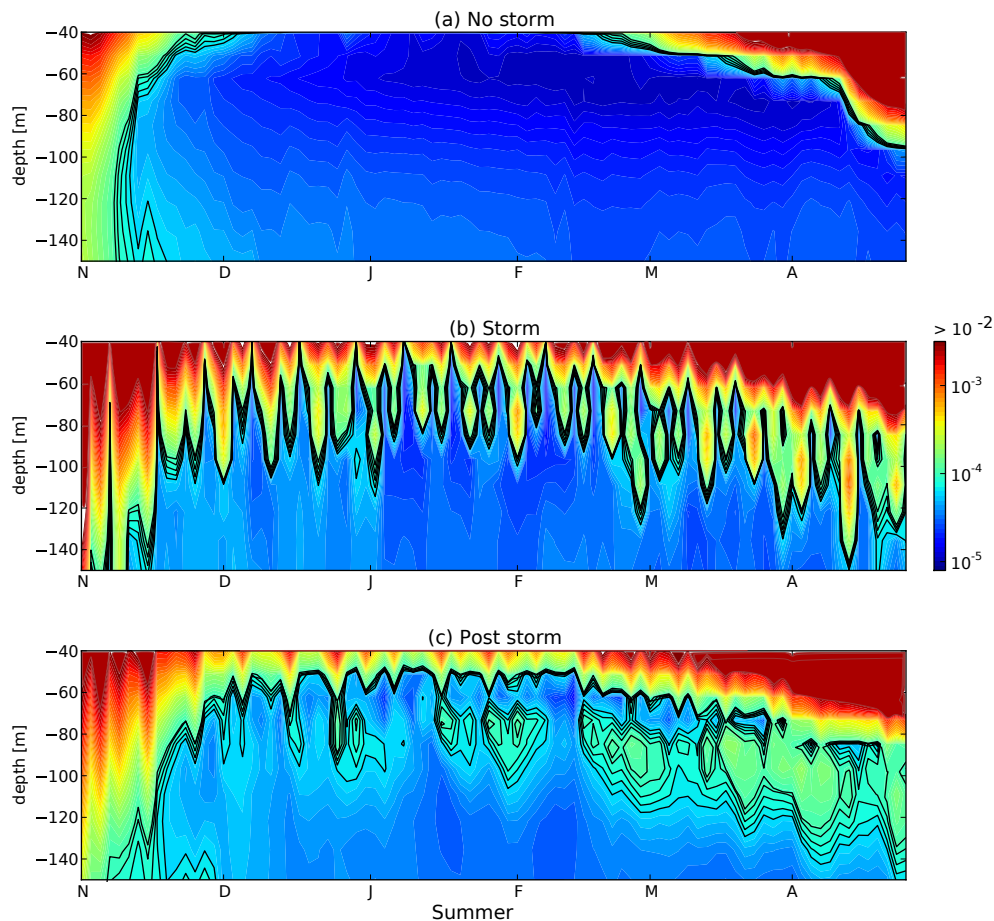 (a) No storm
−40
−60
−80
−100
−120
−140
depth [m]
N D J F M A
(b) Storm
−40
−60
−80
−100
−120
−140
depth [m]
N D J F M A
> 10⁻²
10⁻³
10⁻⁴
10⁻⁵
(c) Post storm
−40
−60
−80
−100
−120
−140
depth [m]
N D J F M A
Summer